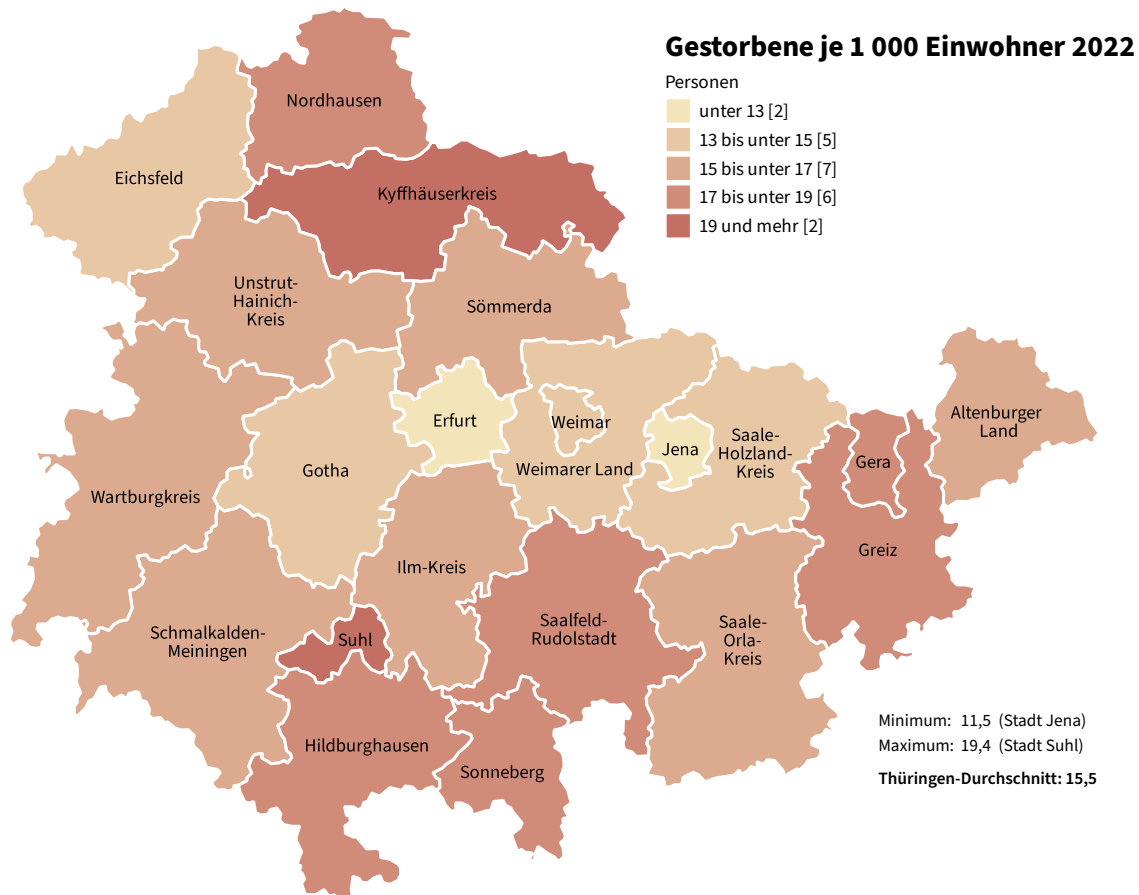 Gestorbene je 1 000 Einwohner 2022
Personen
unter 13 [2]
13 bis unter 15 [5]
15 bis unter 17 [7]
17 bis unter 19 [6]
19 und mehr [2]
Nordhausen
Eichsfeld
Kyffhäuserkreis
Unstrut-
Hainich-
Kreis
Sömmerda
Erfurt
Weimar
Jena
Saale-
Holzland-
Kreis
Altenburger
Land
Gotha
Weimarer Land
Gera
Wartburgkreis
Greiz
Ilm-Kreis
Schmalkalden-
Meiningen
Suhl
Saalfeld-
Rudolstadt
Saale-
Orla-
Kreis
Hildburghausen
Sonneberg
Minimum: 11,5 (Stadt Jena)
Maximum: 19,4 (Stadt Suhl)
Thüringen-Durchschnitt: 15,5